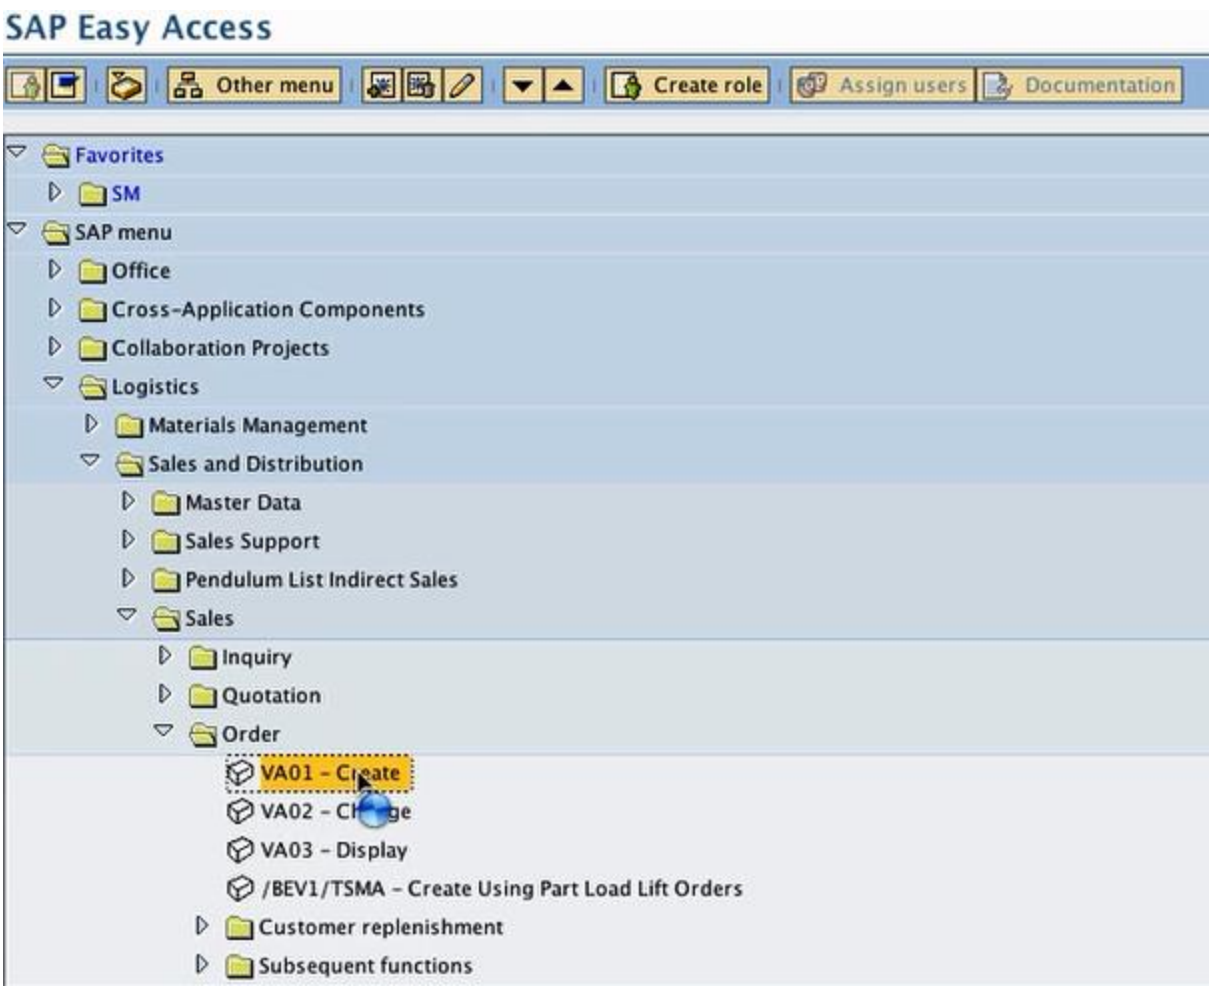 SAP Easy Access
Other menu Create role Assign users Documentation
Favorites
SM
SAP menu
Office
Cross-Application Components
Collaboration Projects
Logistics
Materials Management
Sales and Distribution
Master Data
Sales Support
Pendulum List Indirect Sales
Sales
Inquiry
Quotation
Order
VA01 - Create
VA02 - Change
VA03 - Display
/BEV1/TSMA - Create Using Part Load Lift Orders
Customer replenishment
Subsequent functions